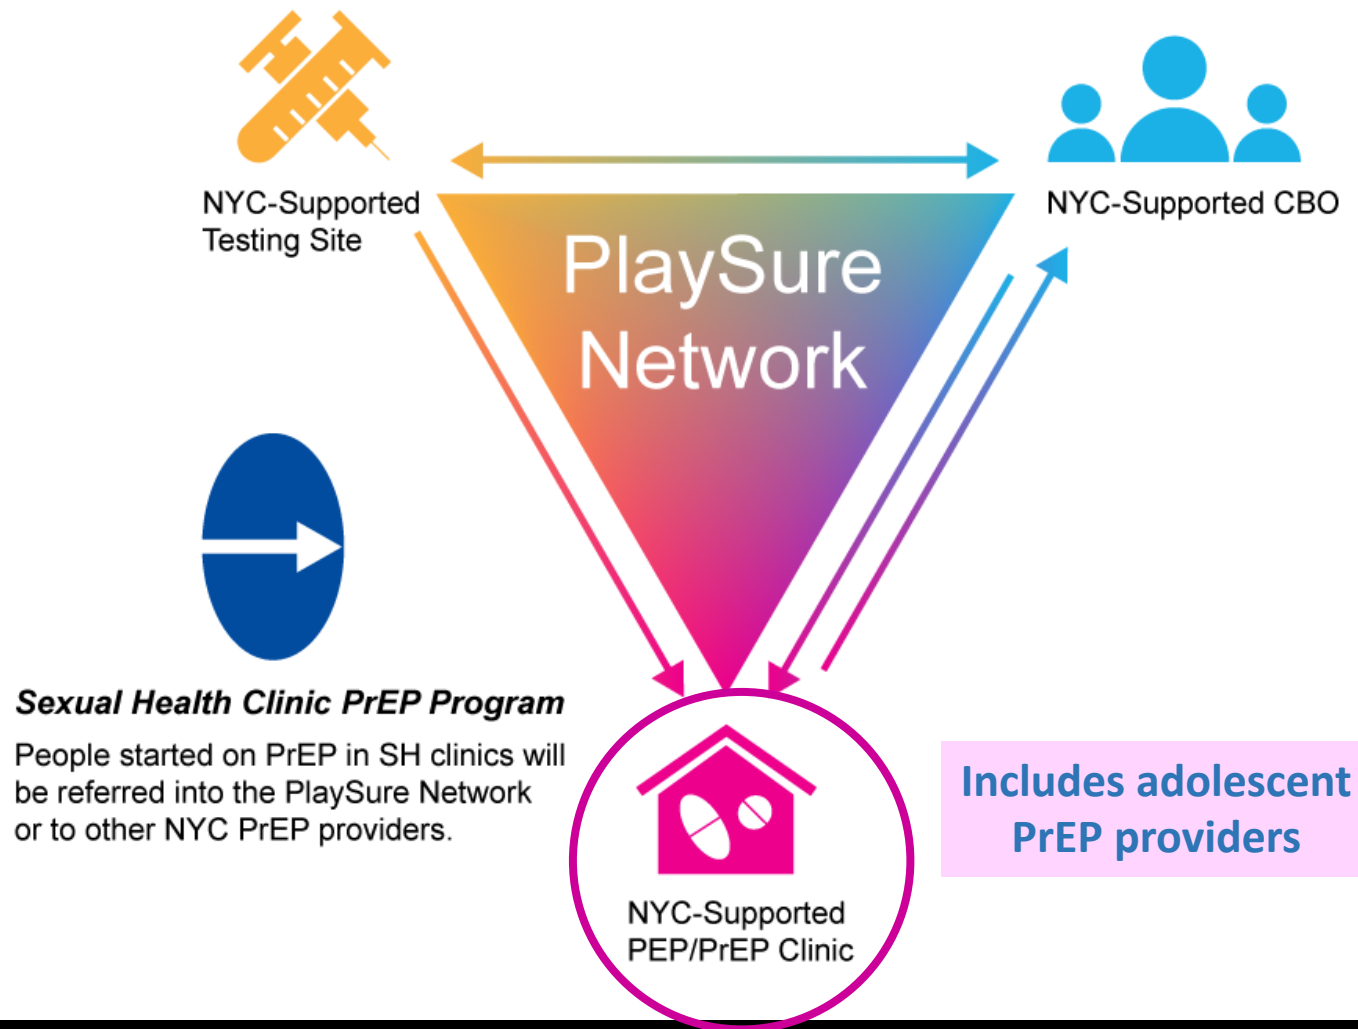 NYC-Supported
Testing Site
NYC-Supported CBO
PlaySure
Network
Sexual Health Clinic PrEP Program
People started on PrEP in SH clinics will
be referred into the PlaySure Network
or to other NYC PrEP providers.
Includes adolescent
PrEP providers
NYC-Supported
PEP/PrEP Clinic